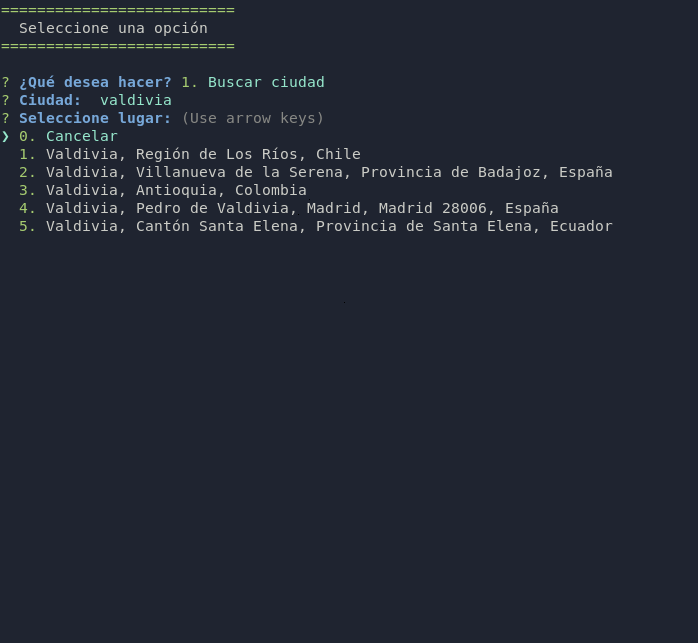 ==========================
Seleccione una opción
==========================
? ¿Qué desea hacer? 1. Buscar ciudad
? Ciudad:  valdivia
? Seleccione lugar: (Use arrow keys)
❯ 0. Cancelar
1. Valdivia, Región de Los Ríos, Chile
2. Valdivia, Villanueva de la Serena, Provincia de Badajoz, España
3. Valdivia, Antioquia, Colombia
4. Valdivia, Pedro de Valdivia, Madrid, Madrid 28006, España
5. Valdivia, Cantón Santa Elena, Provincia de Santa Elena, Ecuador